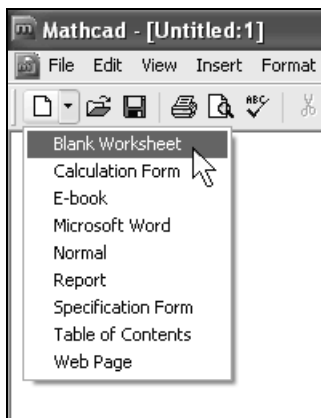 Mathcad - [Untitled:1]
File Edit View Insert Format
ABC
Blank Worksheet
Calculation Form
E-book
Microsoft Word
Normal
Report
Specification Form
Table of Contents
Web Page